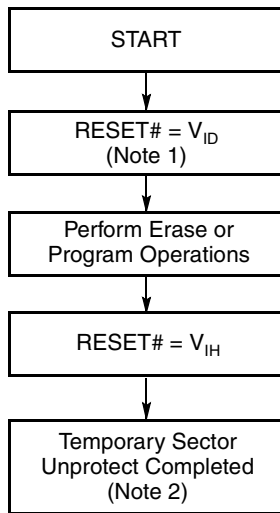 START
RESET# = V_ID
(Note 1)
Perform Erase or
Program Operations
RESET# = V_IH
Temporary Sector
Unprotect Completed
(Note 2)